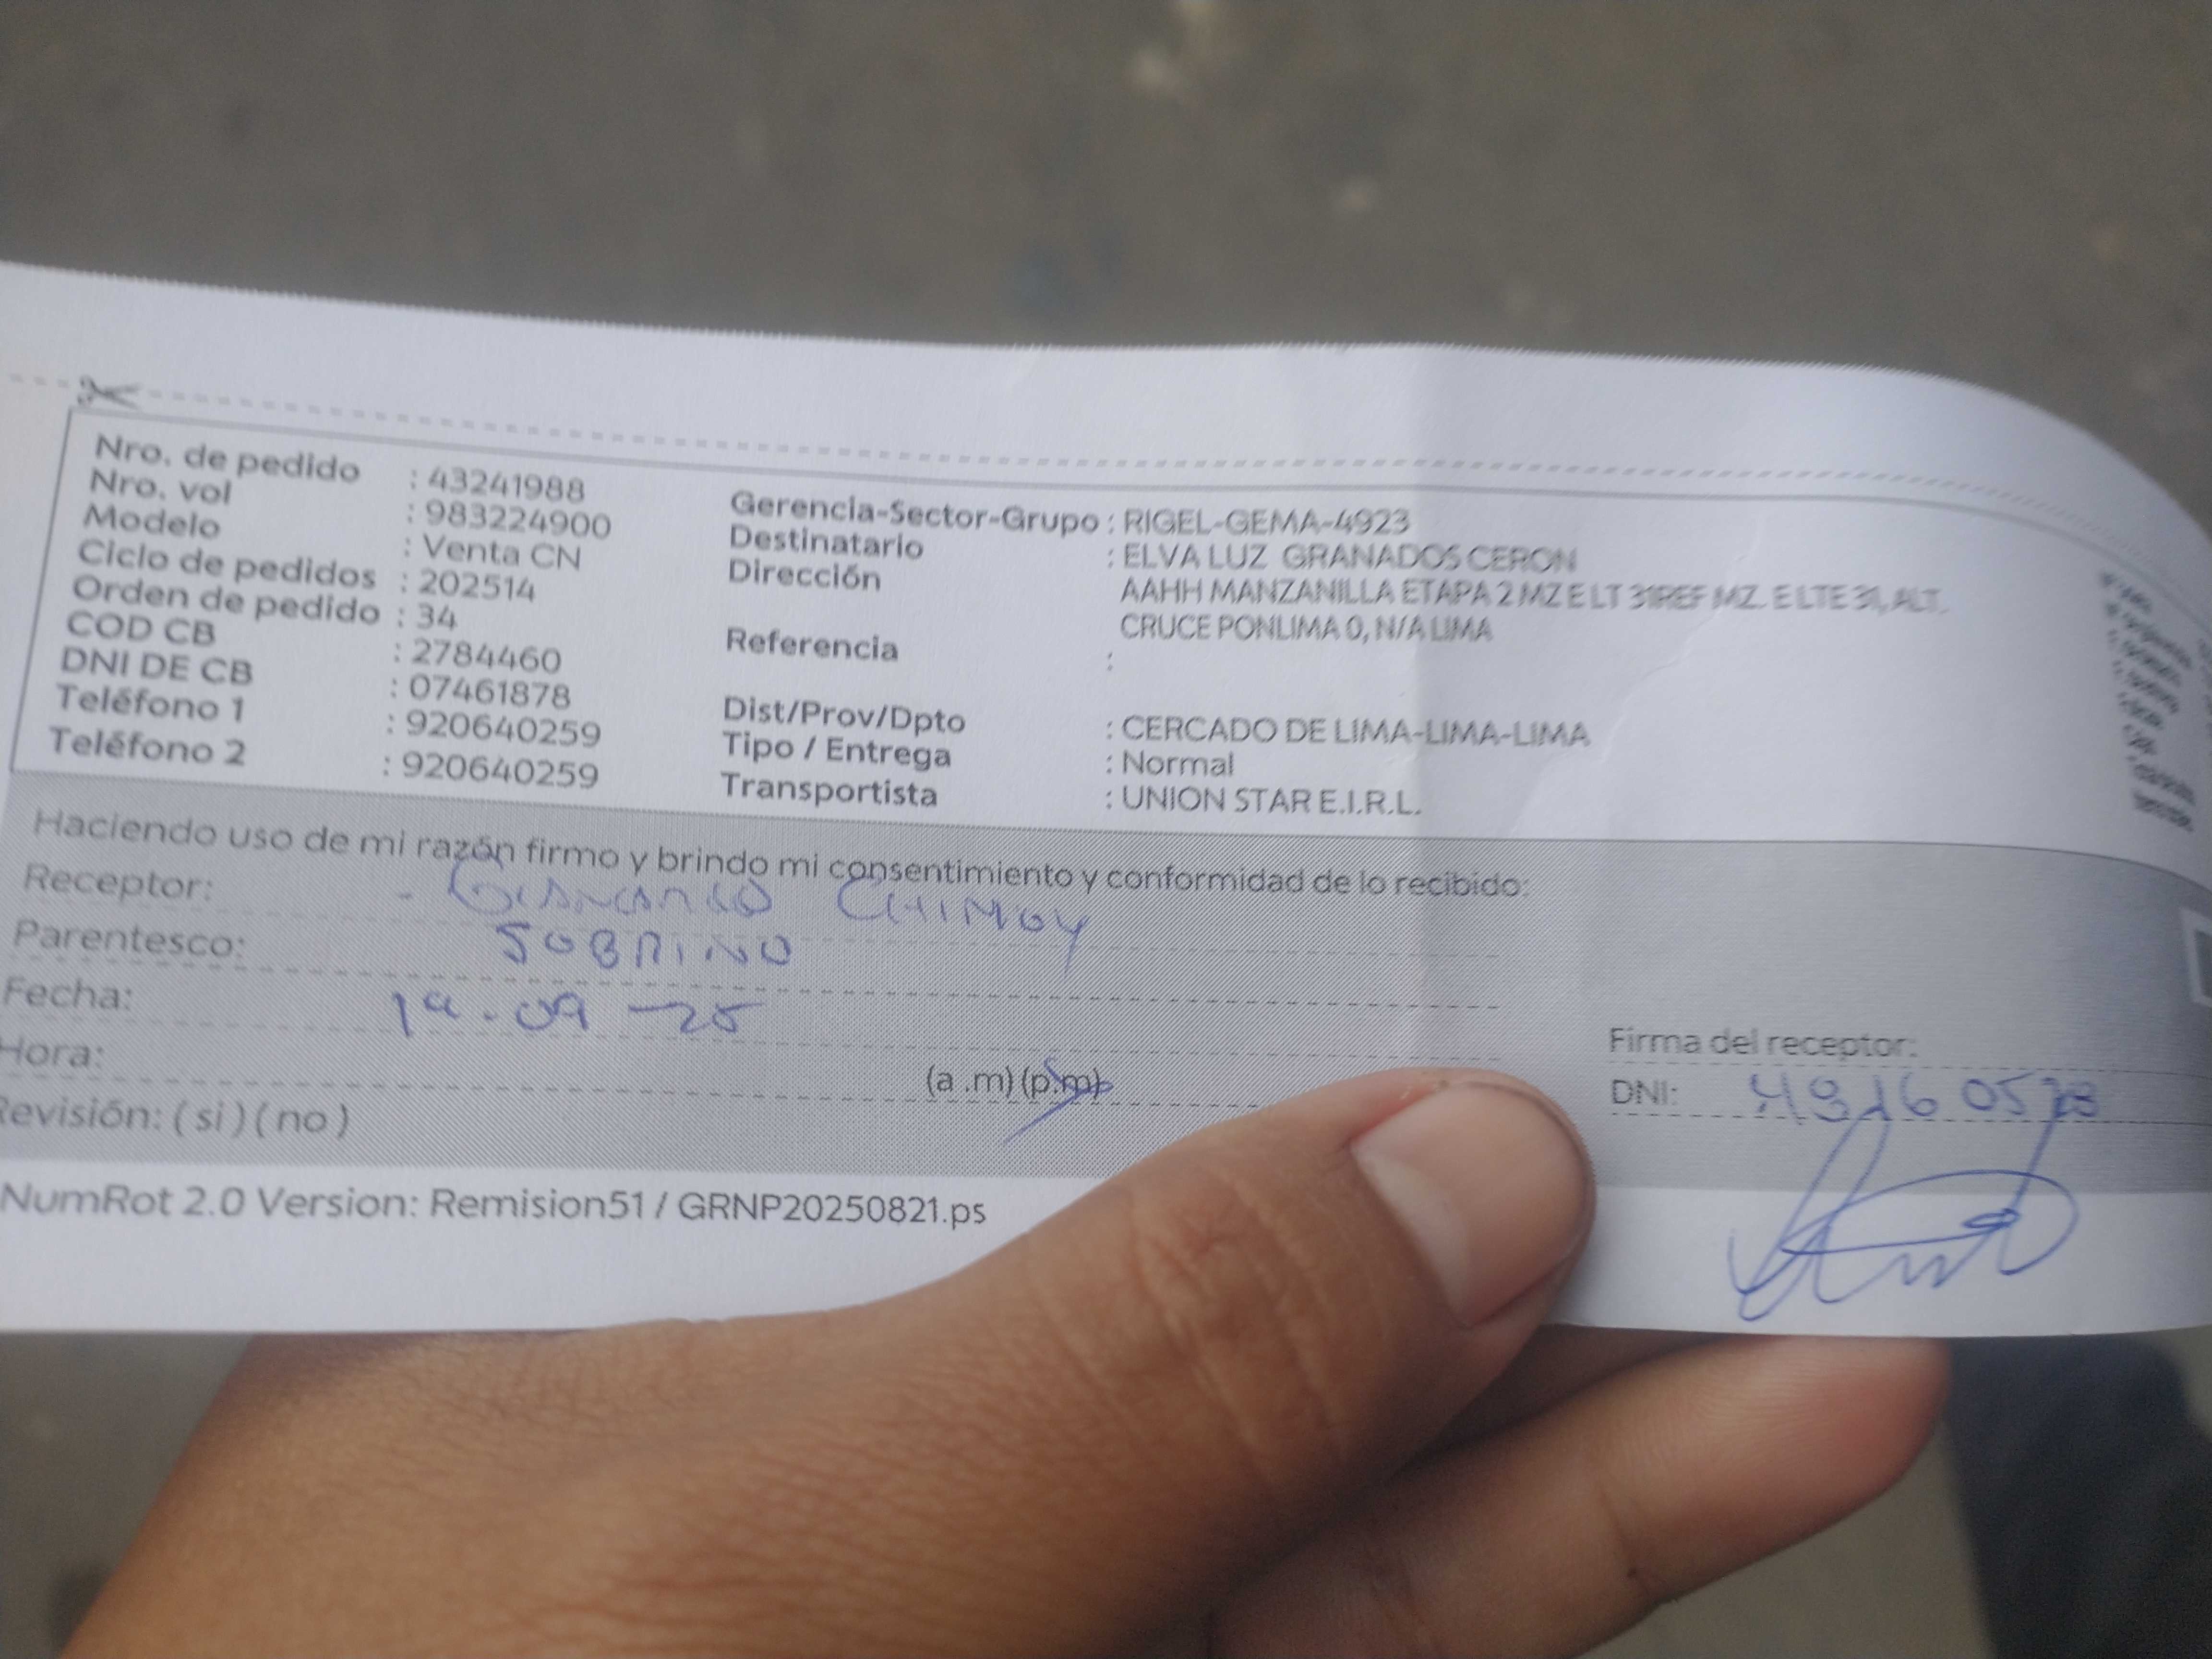 Nro. de pedido : 43241988
Nro. vol : 983224900
Modelo : Venta CN
Ciclo de pedidos : 202514
Orden de pedido : 34
COD CB : 2784460
DNI DE CB : 07461878
Teléfono 1 : 920640259
Teléfono 2 : 920640259
Gerencia-Sector-Grupo : RIGEL-GEMA-4923
Destinatario : ELVA LUZ GRANADOS CERON
Dirección AAHH MANZANILLA ETAPA 2 MZ E LT 31REF MZ. E LTE 31, ALT.
CRUCE PONLIMA 0, N/A LIMA
Referencia :
Dist/Prov/Dpto : CERCADO DE LIMA-LIMA-LIMA
Tipo / Entrega : Normal
Transportista : UNION STAR E.I.R.L.
Haciendo uso de mi razón firmo y brindo mi consentimiento y conformidad de lo recibido:
Receptor: CHIMOY
Parentesco: SOBRINO
Fecha: 19-09-25
Hora: (a .m) (p.m)
Revisión: ( si ) ( no )
Firma del receptor:
DNI:
NumRot 2.0 Version: Remision51 / GRNP20250821.ps